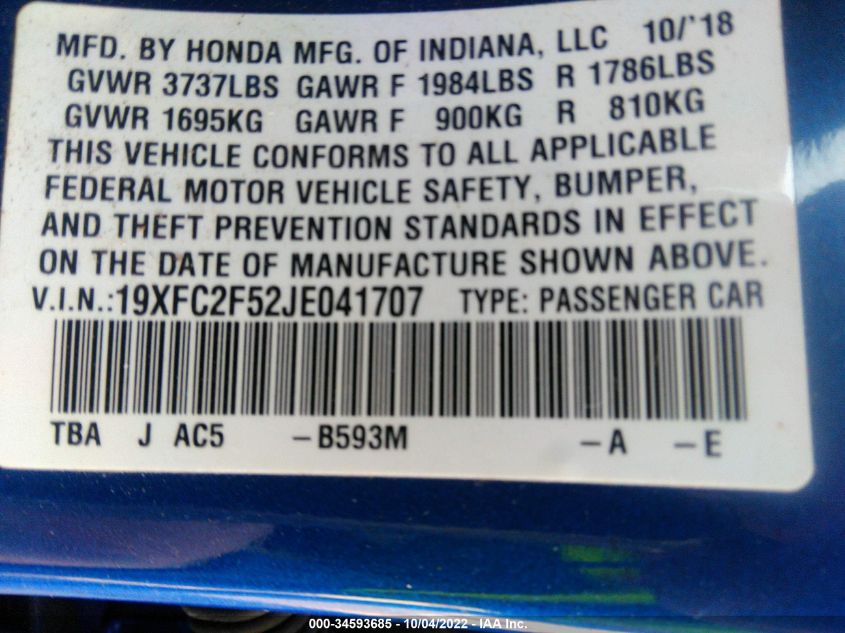 MFD. BY HONDA MFG. OF INDIANA, LLC 10/'18
GVWR 3737LBS GAWR F 1984LBS R 1786LBS
GVWR 1695KG GAWR F 900KG R 810KG
THIS VEHICLE CONFORMS TO ALL APPLICABLE
FEDERAL MOTOR VEHICLE SAFETY, BUMPER,
AND THEFT PREVENTION STANDARDS IN EFFECT
ON THE DATE OF MANUFACTURE SHOWN ABOVE.
V.I.N.:19XFC2F52JE041707 TYPE: PASSENGER CAR
TBA J AC5 -B593M -A -E
000-34593685 - 10/04/2022 - IAA Inc.